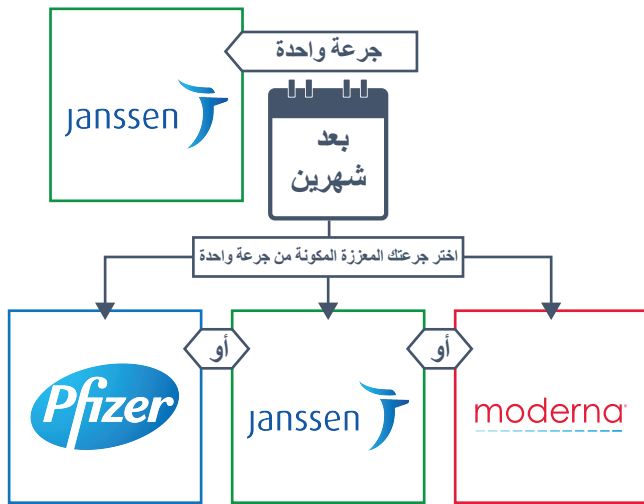 جرعة واحدة
Janssen
بعد
شهرين
اختر جرعتك المعززة المكونة من جرعة واحدة
moderna
أو
Janssen
أو
Pfizer